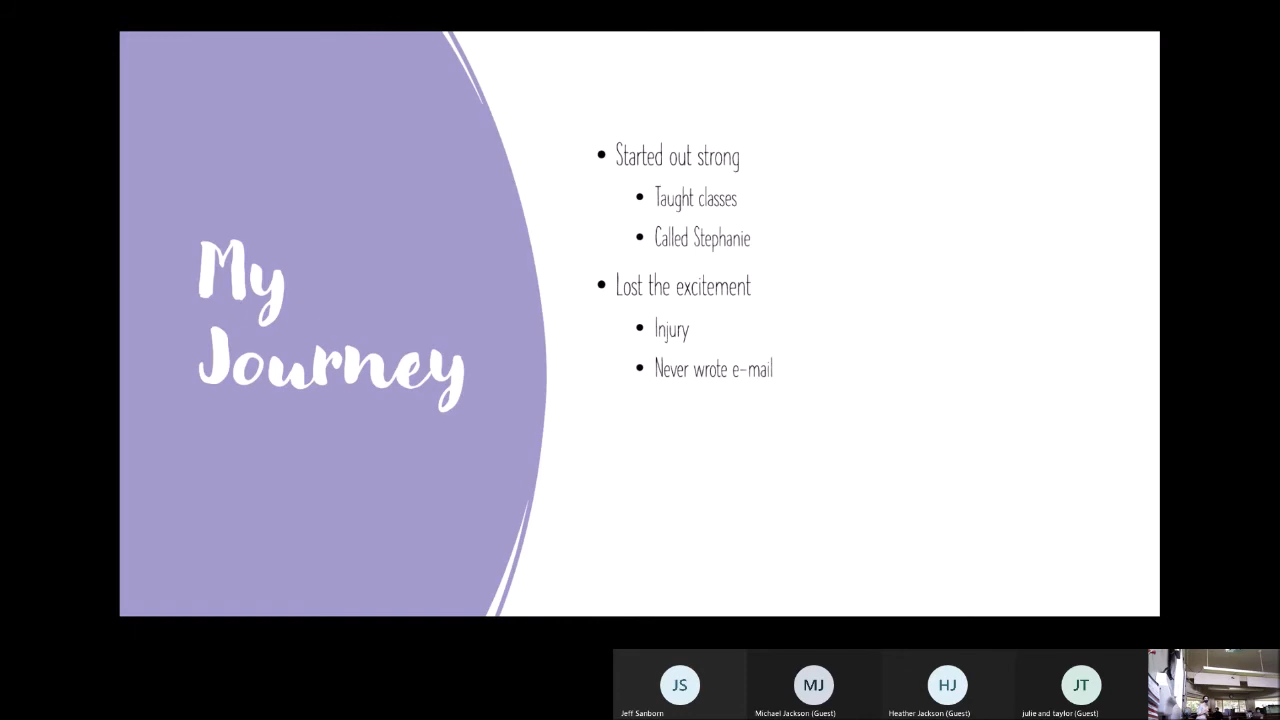 My
Journey
• Started out strong
• Taught classes
• Called Stephanie
• Lost the excitement
• Injury
• Never wrote e-mail
JS
MJ
HJ
JT
Jeff Sanborn
Michael Jackson (Guest)
Heather Jackson (Guest)
julie and taylor (Guest)